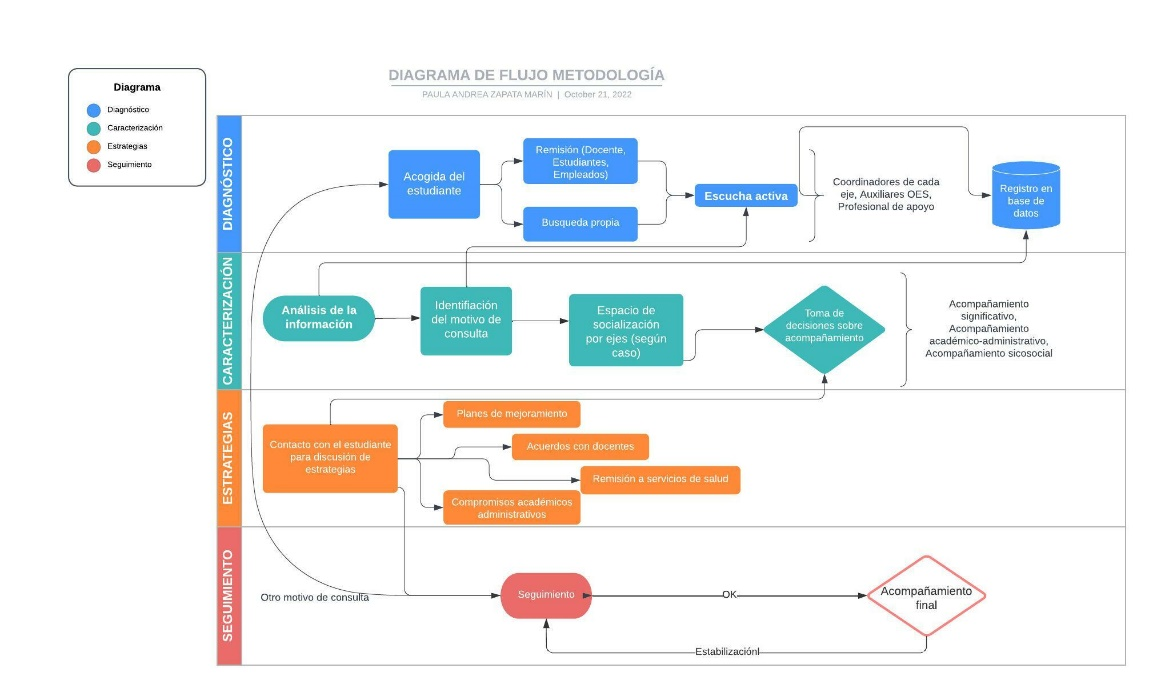 DIAGRAMA DE FLUJO METODOLOGÍA
PAULA ANDREA ZAPATA MARÍN | October 21, 2022
Diagrama
Diagnóstico
Caracterización
Estrategias
Seguimiento
DIAGNÓSTICO
Acogida del
estudiante
Remisión (Docente,
Estudiantes,
Empleados)
Busqueda propia
Escucha activa
Coordinadores de cada
eje, Auxiliares OES,
Profesional de apoyo
Registro en
base de
datos
CARACTERIZACIÓN
Análisis de la
información
Identifiación
del motivo de
consulta
Espacio de
socialización
por ejes (según
caso)
Toma de
decisiones sobre
acompañamiento
Acompañamiento
significativo,
Acompañamiento
académico-administrativo,
Acompañamiento sicosocial
ESTRATEGIAS
Contacto con el estudiante
para discusión de
estrategias
Planes de mejoramiento
Acuerdos con docentes
Remisión a servicios de salud
Compromisos académicos
administrativos
SEGUIMIENTO
Otro motivo de consulta
Seguimiento
OK
Acompañamiento
final
Estabilizaciónl